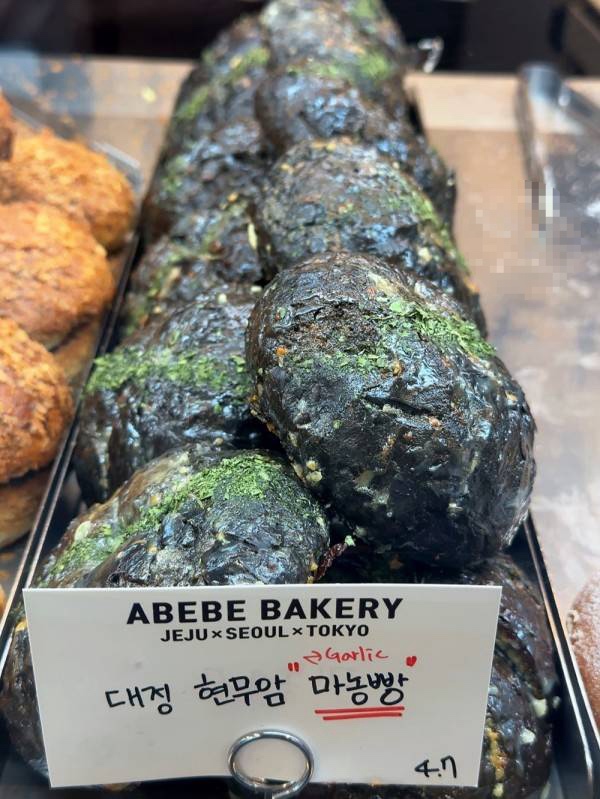 ABEBE BAKERY
JEJU×SEOUL×TOKYO
→Garlic
대정 현무암 "마농빵"
4.7